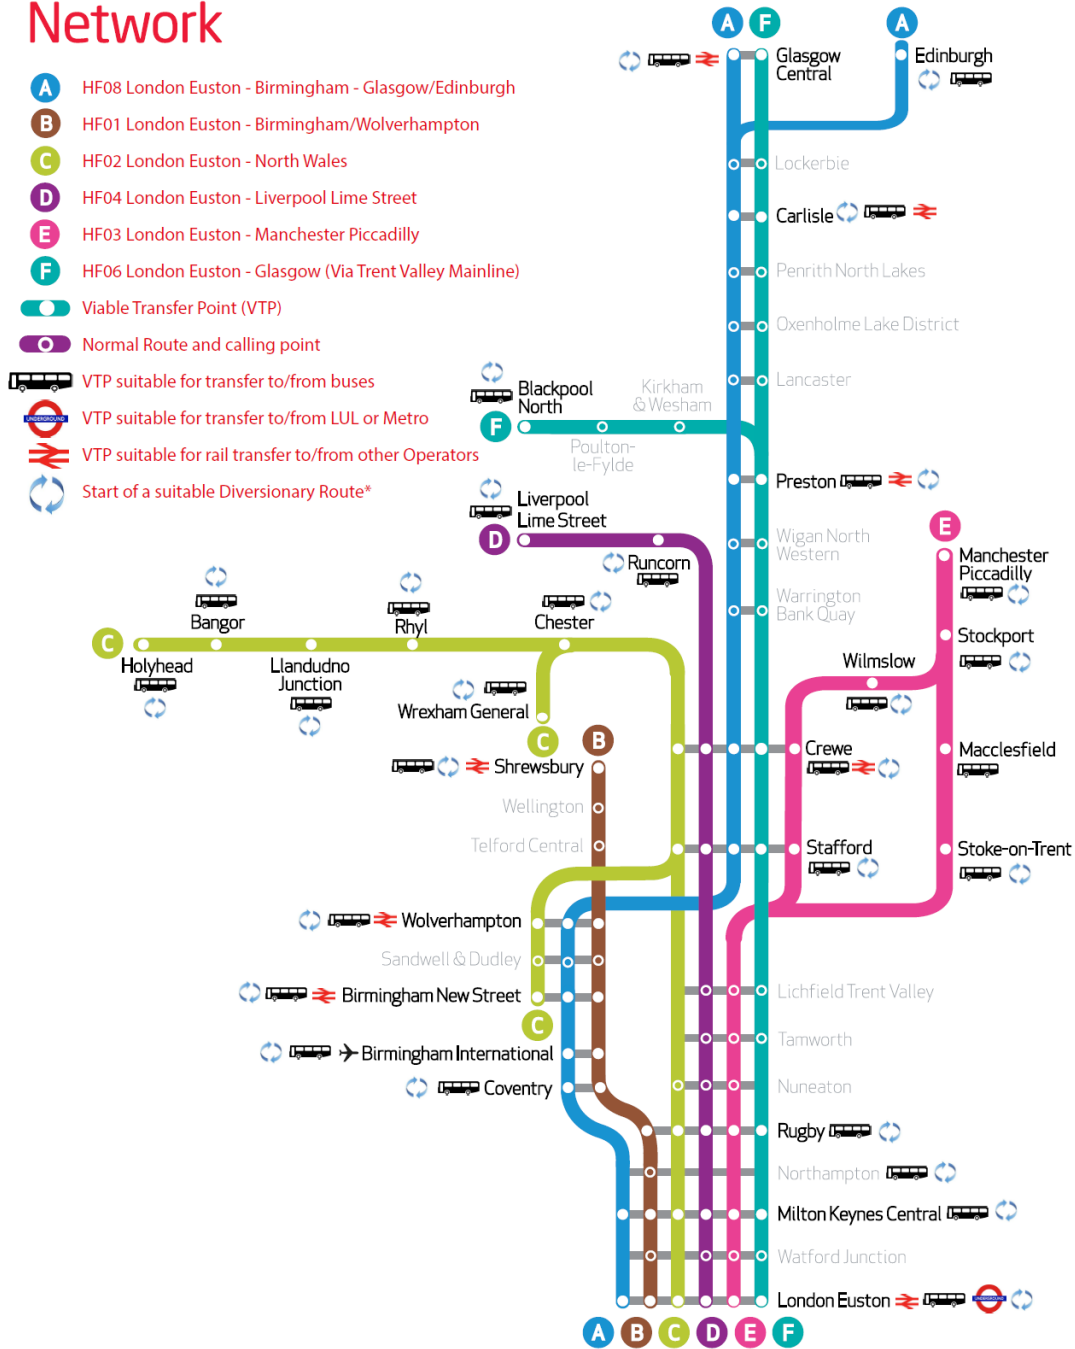 Network
A HF08 London Euston - Birmingham - Glasgow/Edinburgh
B HF01 London Euston - Birmingham/Wolverhampton
C HF02 London Euston - North Wales
D HF04 London Euston - Liverpool Lime Street
E HF03 London Euston - Manchester Piccadilly
F HF06 London Euston - Glasgow (Via Trent Valley Mainline)
Viable Transfer Point (VTP)
Normal Route and calling point
VTP suitable for transfer to/from buses
UNDERGROUND VTP suitable for transfer to/from LUL or Metro
VTP suitable for rail transfer to/from other Operators
Start of a suitable Diversionary Route*
A F A
Glasgow
Central
Edinburgh
Lockerbie
Carlisle
Penrith North Lakes
Oxenholme Lake District
Lancaster
Blackpool
North
Kirkham
& Wesham
F
Poulton-
le-Fylde
Preston
Liverpool
Lime Street
D
Runcorn
Wigan North
Western
E
Manchester
Piccadilly
Warrington
Bank Quay
Bangor
Rhyl
Chester
C
Holyhead
Llandudno
Junction
Stockport
Wilmslow
Wrexham General
C
B
Crewe
Macclesfield
Shrewsbury
Wellington
Telford Central
Stafford
Stoke-on-Trent
Wolverhampton
Sandwell & Dudley
Birmingham New Street
C
Lichfield Trent Valley
Tamworth
Birmingham International
Coventry
Nuneaton
Rugby
Northampton
Milton Keynes Central
Watford Junction
London Euston UNDERGROUND
A B C D E F